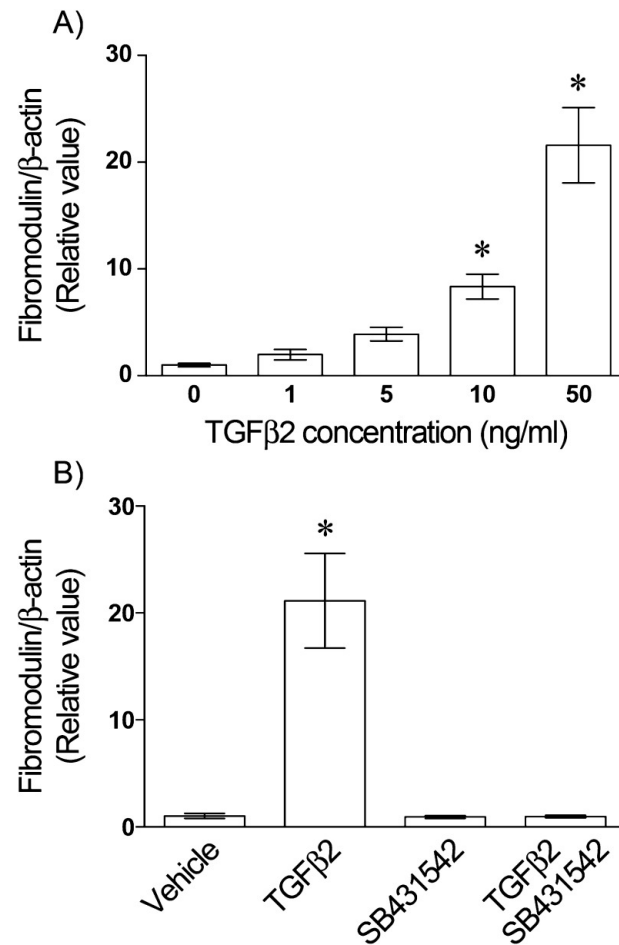 A)
Fibromodulin/β-actin
(Relative value)
30
20
10
0
*
*
0 1 5 10 50
TGFβ2 concentration (ng/ml)
B)
Fibromodulin/β-actin
(Relative value)
30
20
10
0
*
Vehicle
TGFβ2
SB431542
TGFβ2
SB431542